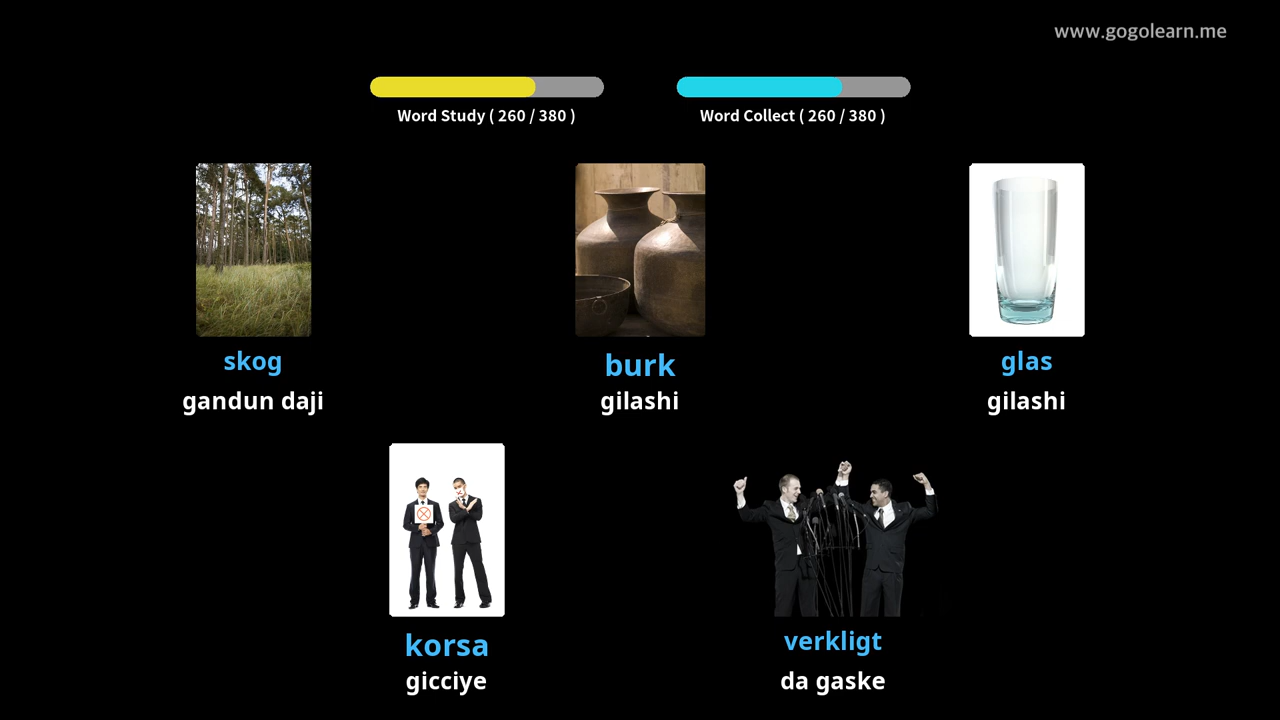 www.gogolearn.me
Word Study ( 260 / 380 )
Word Collect ( 260 / 380 )
skog
gandun daji
burk
gilashi
glas
gilashi
korsa
gicciye
verkligt
da gaske